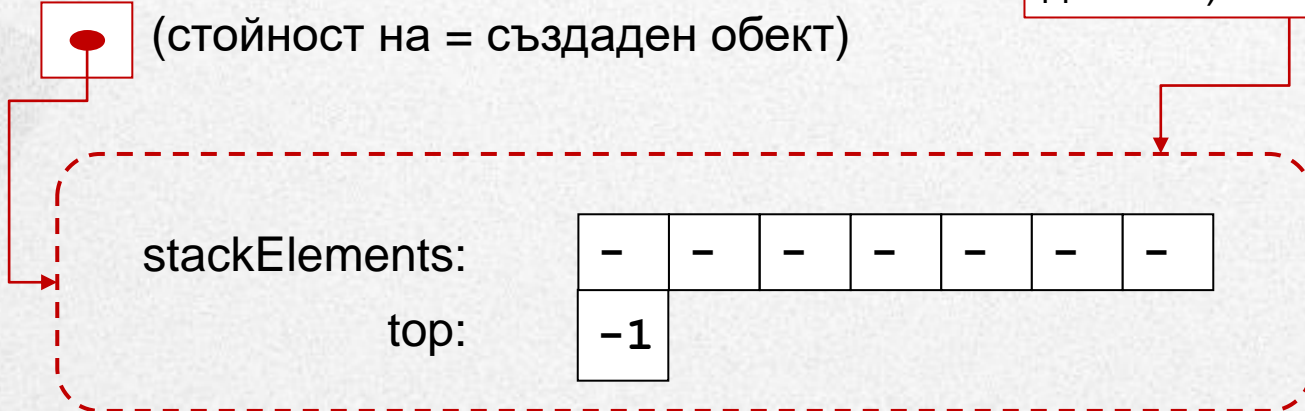 (стойност на = създаден обект)
stackElements: - - - - - - -
top: -1